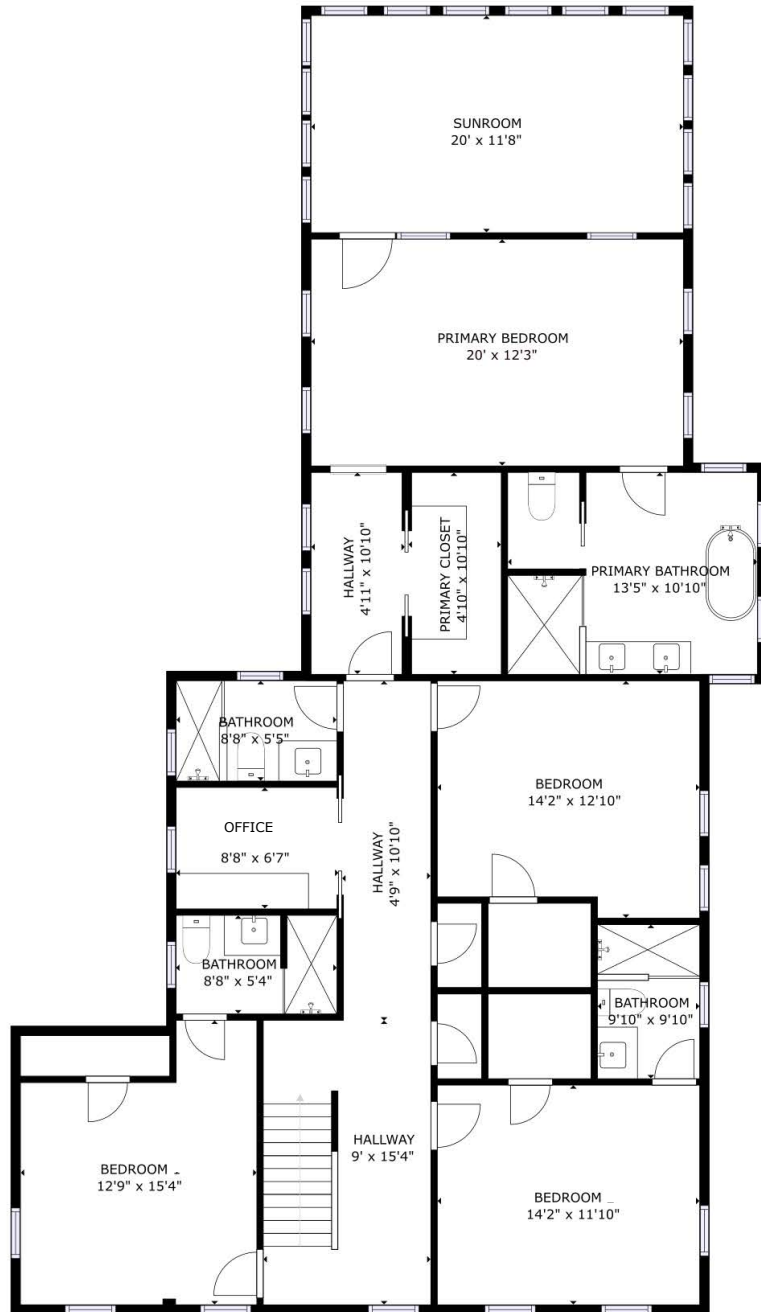 SUNROOM
20' x 11'8"
PRIMARY BEDROOM
20' x 12'3"
HALLWAY
4'11" x 10'10"
PRIMARY CLOSET
4'10" x 10'10"
PRIMARY BATHROOM
13'5" x 10'10"
BATHROOM
8'8" x 5'5"
BEDROOM
14'2" x 12'10"
OFFICE
8'8" x 6'7"
HALLWAY
4'9" x 10'10"
BATHROOM
8'8" x 5'4"
BATHROOM
9'10" x 9'10"
HALLWAY
9' x 15'4"
BEDROOM
12'9" x 15'4"
BEDROOM
14'2" x 11'10"